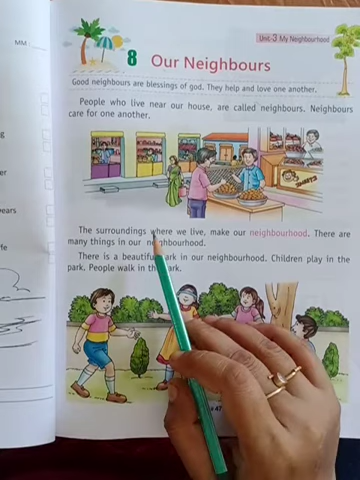 MM :
Unit-3 My Neighbourhood
8 Our Neighbours
Good neighbours are blessings of god. They help and love one another.
People who live near our house, are called neighbours. Neighbours
care for one another.
SPORTS
The surroundings where we live, make our neighbourhood. There are
many things in our neighbourhood.
There is a beautiful park in our neighbourhood. Children play in the
park. People walk in the park.
47